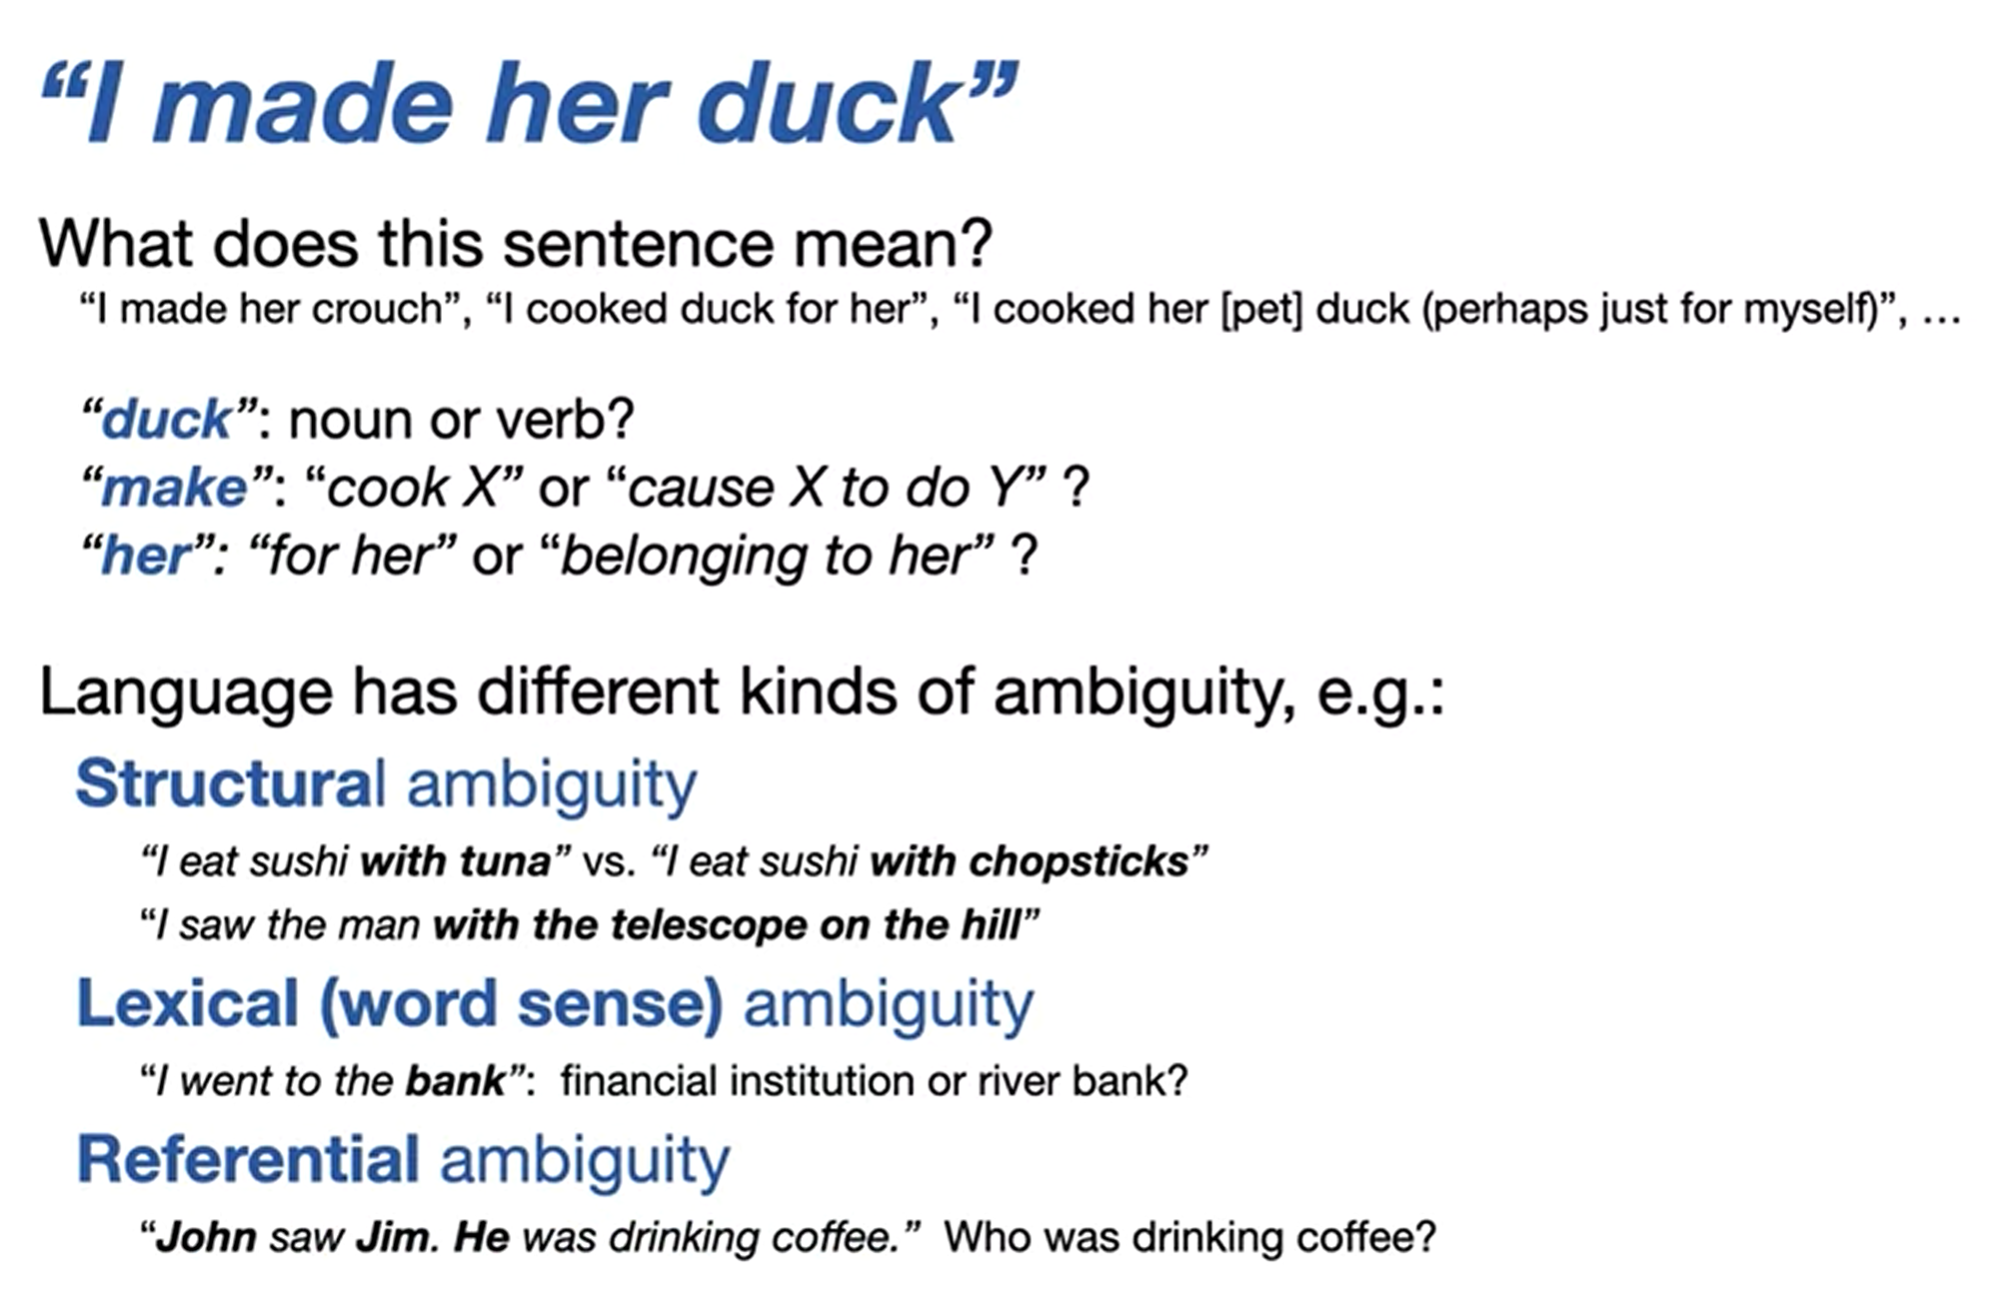 “I made her duck”
What does this sentence mean?
“I made her crouch”, “I cooked duck for her”, “I cooked her [pet] duck (perhaps just for myself)”, …
“duck”: noun or verb?
“make”: “cook X” or “cause X to do Y” ?
“her”: “for her” or “belonging to her” ?
Language has different kinds of ambiguity, e.g.:
Structural ambiguity
“I eat sushi with tuna” vs. “I eat sushi with chopsticks”
“I saw the man with the telescope on the hill”
Lexical (word sense) ambiguity
“I went to the bank”: financial institution or river bank?
Referential ambiguity
“John saw Jim. He was drinking coffee.” Who was drinking coffee?